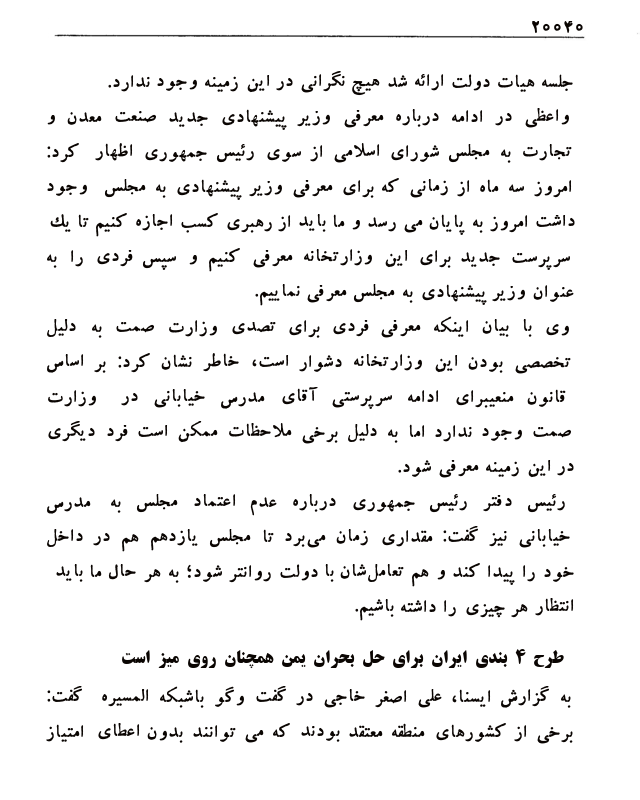 ۲۰۰۴۰
جلسه هیات دولت ارائه شد هیچ نگرانی در این زمینه وجود ندارد.
واعظی در ادامه درباره معرفی وزیر پیشنهادی جدید صنعت معدن و
تجارت به مجلس شورای اسلامی از سوی رئیس جمهوری اظهار کرد:
امروز سه ماه از زمانی که برای معرفی وزیر پیشنهادی به مجلس وجود
داشت امروز به پایان می رسد و ما باید از رهبری کسب اجازه کنیم تا یك
سرپرست جدید برای این وزارتخانه معرفی کنیم و سپس فردی را به
عنوان وزیر پیشنهادی به مجلس معرفی نماییم.
وی با بیان اینکه معرفی فردی برای تصدی وزارت صمت به دلیل
تخصصی بودن این وزارتخانه دشوار است، خاطر نشان کرد: بر اساس
قانون منعیبرای ادامه سرپرستی آقای مدرس خیابانی در وزارت
صمت وجود ندارد اما به دلیل برخی ملاحظات ممکن است فرد دیگری
در این زمینه معرفی شود.
رئیس دفتر رئیس جمهوری درباره عدم اعتماد مجلس به مدرس
خیابانی نیز گفت: مقداری زمان می‌برد تا مجلس یازدهم هم در داخل
خود را پیدا کند و هم تعامل‌شان با دولت روانتر شود؛ به هر حال ما باید
انتظار هر چیزی را داشته باشیم.
طرح ۴ بندی ایران برای حل بحران یمن همچنان روی میز است
به گزارش ایسنا، علی اصغر خاجی در گفت وگو باشبکه المسیره گفت:
برخی از کشورهای منطقه معتقد بودند که می توانند بدون اعطای امتیاز